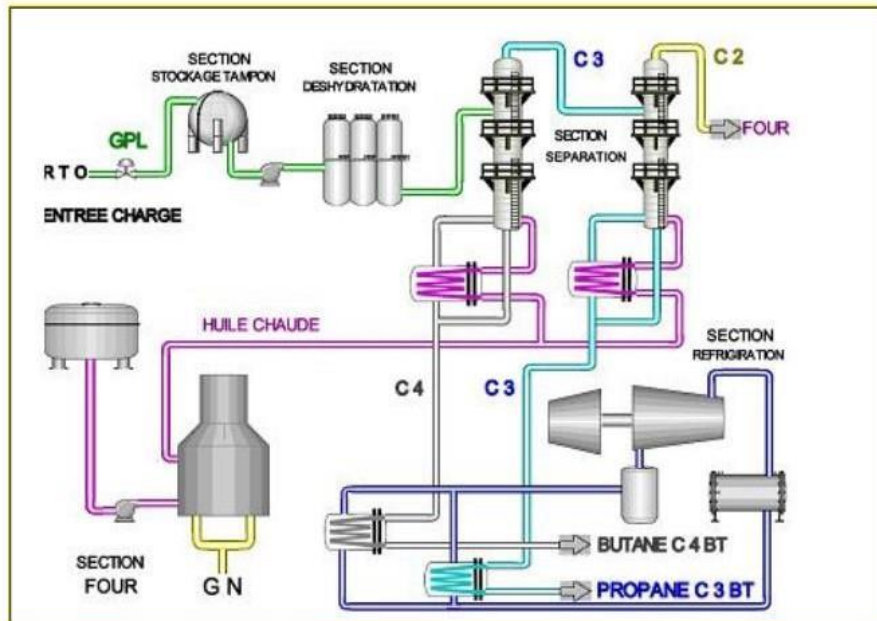 SECTION
STOCKAGE TAMPON
SECTION
DESHYDRATATION
C 3
C 2
GPL
R T O
ENTREE CHARGE
FOUR
SECTION
SEPARATION
HUILE CHAUDE
SECTION
REFRIGIRATION
C 4
C 3
SECTION
FOUR
G N
BUTANE C 4 BT
PROPANE C 3 BT